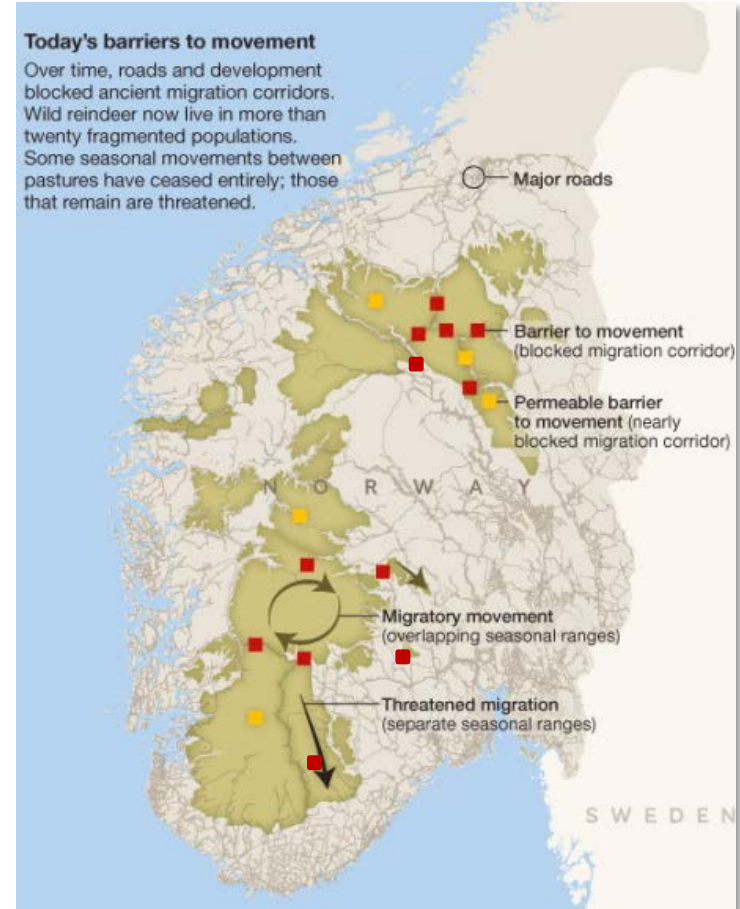 Today's barriers to movement
Over time, roads and development
blocked ancient migration corridors.
Wild reindeer now live in more than
twenty fragmented populations.
Some seasonal movements between
pastures have ceased entirely; those
that remain are threatened.
Major roads
Barrier to movement
(blocked migration corridor)
Permeable barrier
to movement (nearly
blocked migration corridor)
NORWAY
Migratory movement
(overlapping seasonal ranges)
Threatened migration
(separate seasonal ranges)
SWEDEN